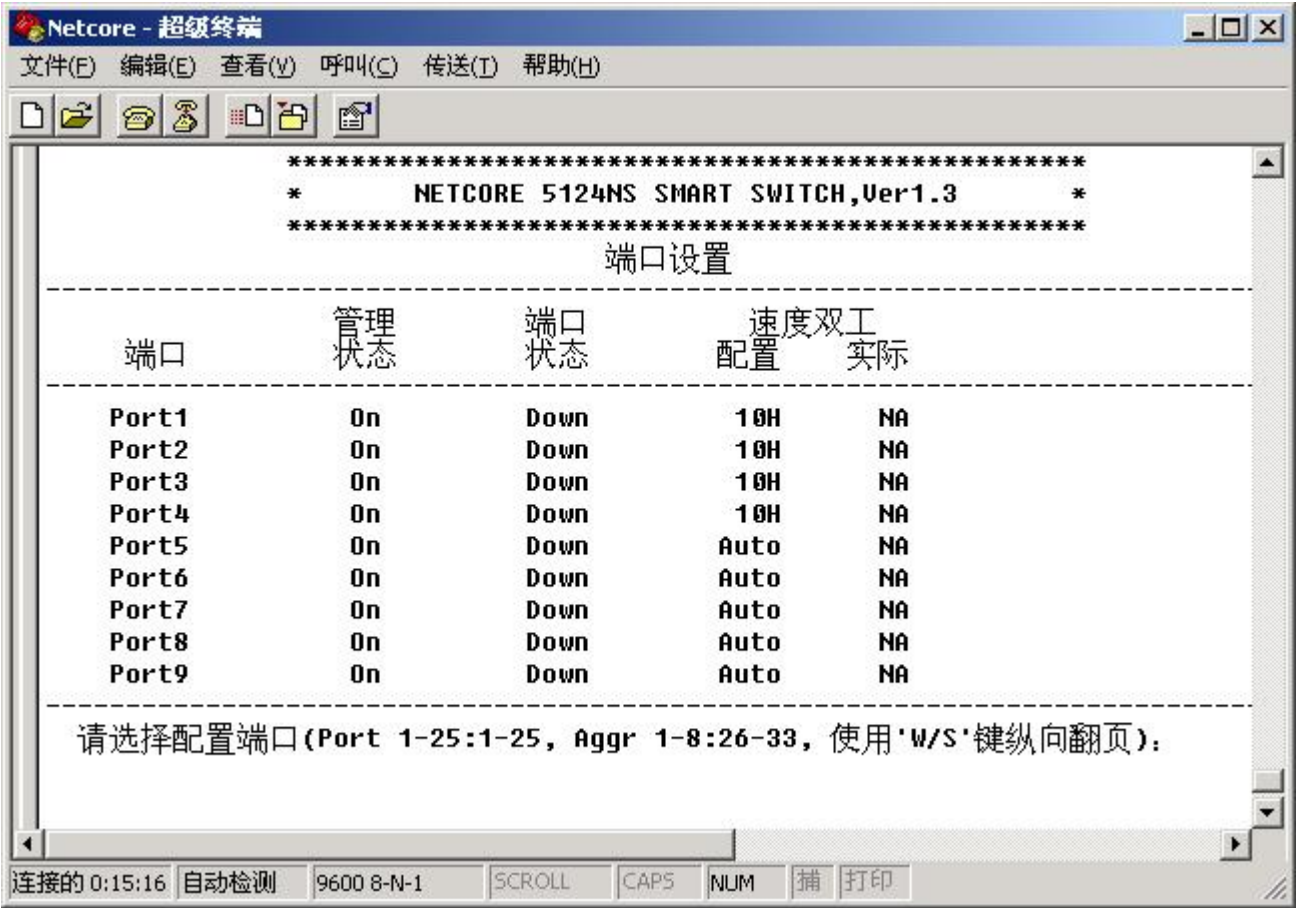 Netcore - 超级终端
文件(F) 编辑(E) 查看(V) 呼叫(C) 传送(T) 帮助(H)
**************************************************
* NETCORE 5124NS SMART SWITCH,Ver1.3 *
**************************************************
端口设置
管理 端口 速度双工
端口 状态 状态 配置 实际
Port1 On Down 10H NA
Port2 On Down 10H NA
Port3 On Down 10H NA
Port4 On Down 10H NA
Port5 On Down Auto NA
Port6 On Down Auto NA
Port7 On Down Auto NA
Port8 On Down Auto NA
Port9 On Down Auto NA
请选择配置端口(Port 1-25:1-25, Aggr 1-8:26-33, 使用'W/S'键纵向翻页):
连接的 0:15:16 自动检测 9600 8-N-1 SCROLL CAPS NUM 捕 打印